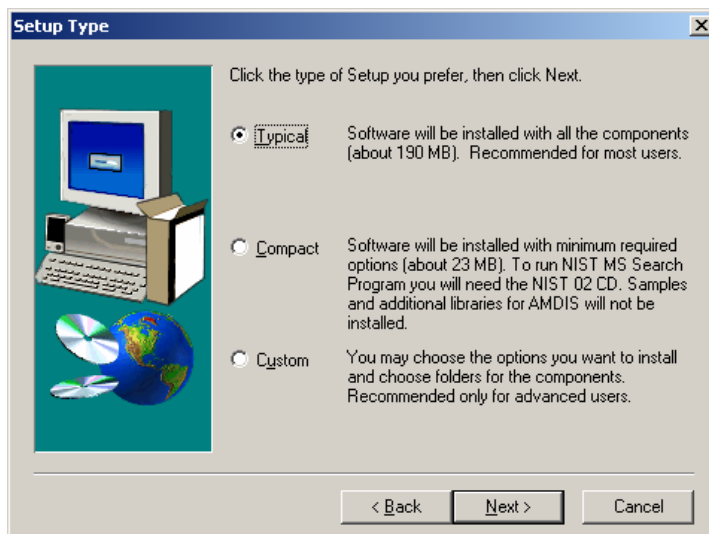 Setup Type
Click the type of Setup you prefer, then click Next.
Typical
Software will be installed with all the components
(about 190 MB).  Recommended for most users.
Compact
Software will be installed with minimum required
options (about 23 MB). To run NIST MS Search
Program you will need the NIST 02 CD. Samples
and additional libraries for AMDIS will not be
installed.
Custom
You may choose the options you want to install
and choose folders for the components.
Recommended only for advanced users.
< Back
Next >
Cancel